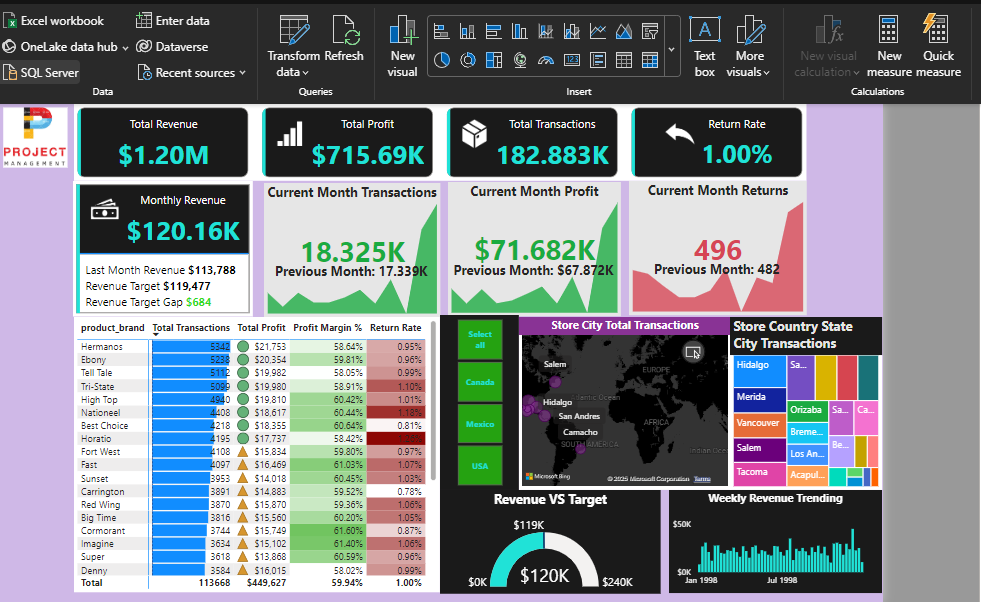 Excel workbook
Enter data
OneLake data hub
Dataverse
SQL Server
Recent sources
Data
Transform data
Refresh
Queries
New visual
Text box
More visuals
Insert
New visual calculation
New measure
Quick measure
Calculations
PROJECT
MANAGEMENT
Total Revenue
$1.20M
Total Profit
$715.69K
Total Transactions
182.883K
Return Rate
1.00%
Monthly Revenue
$120.16K
Last Month Revenue $113,788
Revenue Target $119,477
Revenue Target Gap $684
Current Month Transactions
18.325K
Previous Month: 17.339K
Current Month Profit
$71.682K
Previous Month: $67.872K
Current Month Returns
496
Previous Month: 482
product_brand Total Transactions Total Profit Profit Margin % Return Rate
Hermanos 5342 $21,753 58.64% 0.95%
Ebony 5238 $20,354 59.81% 0.96%
Tell Tale 5112 $19,982 58.05% 0.99%
Tri-State 5099 $19,980 58.91% 1.10%
High Top 4940 $19,810 60.42% 1.01%
Nationeel 4408 $18,617 60.44% 1.18%
Best Choice 4218 $18,355 60.64% 0.81%
Horatio 4195 $17,737 58.42%
Fort West 4108 $15,834 59.80% 0.97%
Fast 4097 $16,469 61.03% 1.07%
Sunset 3953 $14,018 60.45% 1.03%
Carrington 3891 $14,883 59.52% 0.78%
Red Wing 3870 $15,870 59.36% 1.06%
Big Time 3816 $15,560 60.20% 1.05%
Cormorant 3744 $15,749 61.60% 0.87%
Imagine 3634 $15,102 61.40% 1.06%
Super 3618 $13,868 60.59% 0.96%
Denny 3584 $16,015 58.02% 0.99%
Total 113668 $449,627 59.94% 1.00%
Select all
Canada
Mexico
USA
Store City Total Transactions
Salem
EUROPE
Hidalgo
Atlantic Ocean
San Andres
AFRICA
Camacho
SOUTH AMERICA
Indian Ocean
Microsoft Bing
© 2025 Microsoft Corporation Terms
Store Country State
City Transactions
Hidalgo
Sa...
Merida
Orizaba
Sa...
Ca...
Vancouver
Breme...
Salem
Los An...
Be...
Tacoma
Acapul...
Revenue VS Target
$119K
$120K
$0K
$240K
Weekly Revenue Trending
$50K
$0K
Jan 1998
Jul 1998